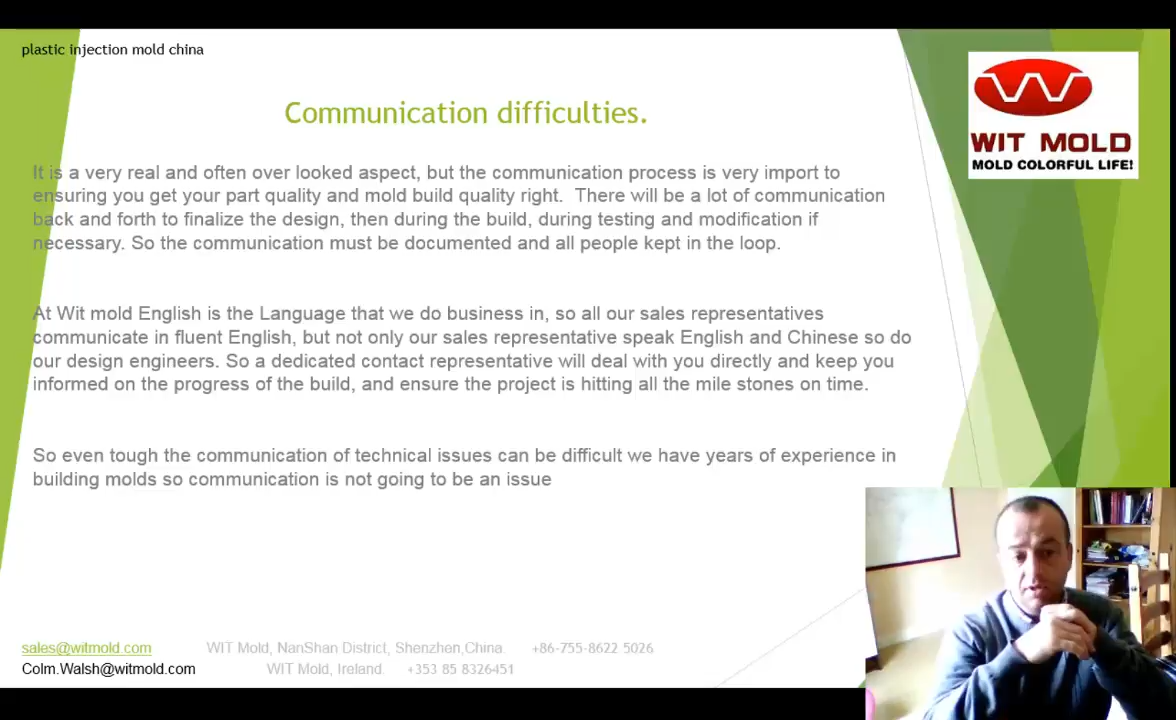 plastic injection mold china
Communication difficulties.
WIT MOLD
MOLD COLORFUL LIFE!
It is a very real and often over looked aspect, but the communication process is very import to
ensuring you get your part quality and mold build quality right.  There will be a lot of communication
back and forth to finalize the design, then during the build, during testing and modification if
necessary. So the communication must be documented and all people kept in the loop.
At Wit mold English is the Language that we do business in, so all our sales representatives
communicate in fluent English, but not only our sales representative speak English and Chinese so do
our design engineers. So a dedicated contact representative will deal with you directly and keep you
informed on the progress of the build, and ensure the project is hitting all the mile stones on time.
So even tough the communication of technical issues can be difficult we have years of experience in
building molds so communication is not going to be an issue
sales@witmold.com WIT Mold, NanShan District, Shenzhen,China. +86-755-8622 5026
Colm.Walsh@witmold.com WIT Mold, Ireland. +353 85 8326451